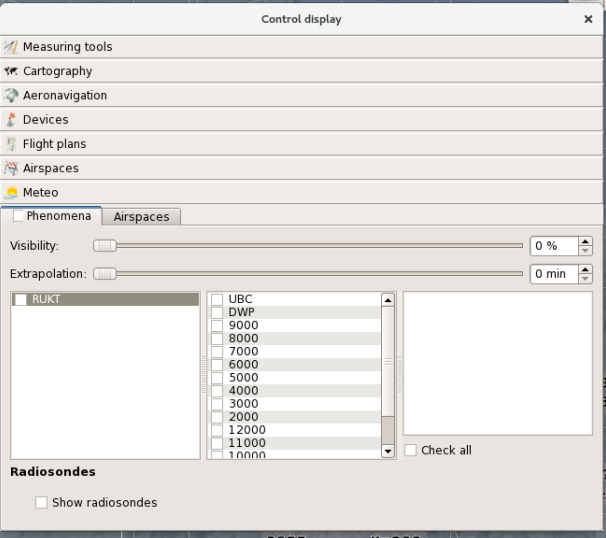 Control display
Measuring tools
Cartography
Aeronavigation
Devices
Flight plans
Airspaces
Meteo
Phenomena Airspaces
Visibility: 0 %
Extrapolation: 0 min
RUKT
UBC
DWP
9000
8000
7000
6000
5000
4000
3000
2000
12000
11000
10000
Check all
Radiosondes
Show radiosondes